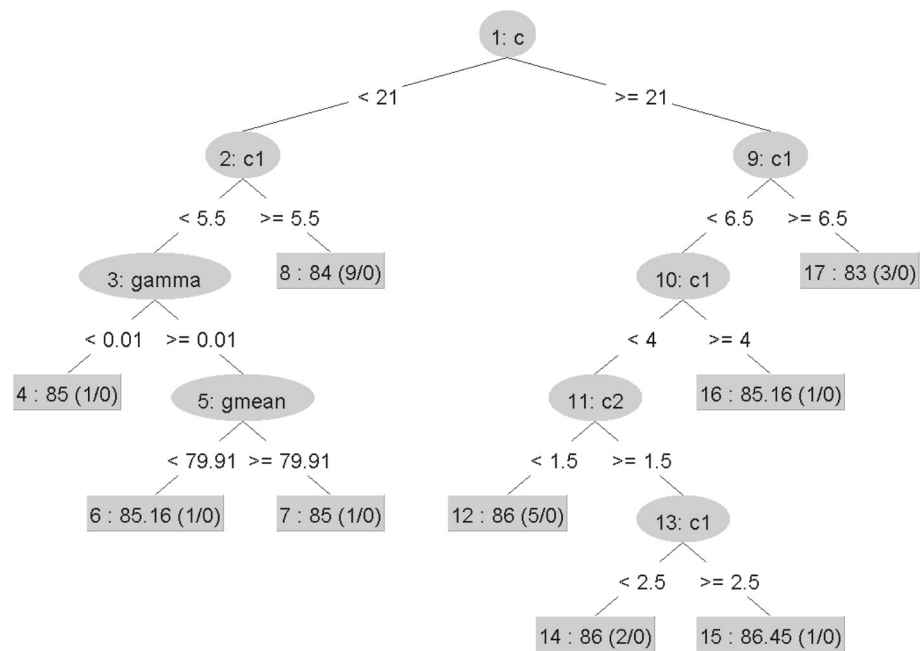 1: c
< 21 >= 21
2: c1 9: c1
< 5.5 >= 5.5 < 6.5 >= 6.5
3: gamma 8 : 84 (9/0) 10: c1 17 : 83 (3/0)
< 0.01 >= 0.01 < 4 >= 4
4 : 85 (1/0) 5: gmean 11: c2 16 : 85.16 (1/0)
< 79.91 >= 79.91 < 1.5 >= 1.5
6 : 85.16 (1/0) 7 : 85 (1/0) 12 : 86 (5/0) 13: c1
< 2.5 >= 2.5
14 : 86 (2/0) 15 : 86.45 (1/0)